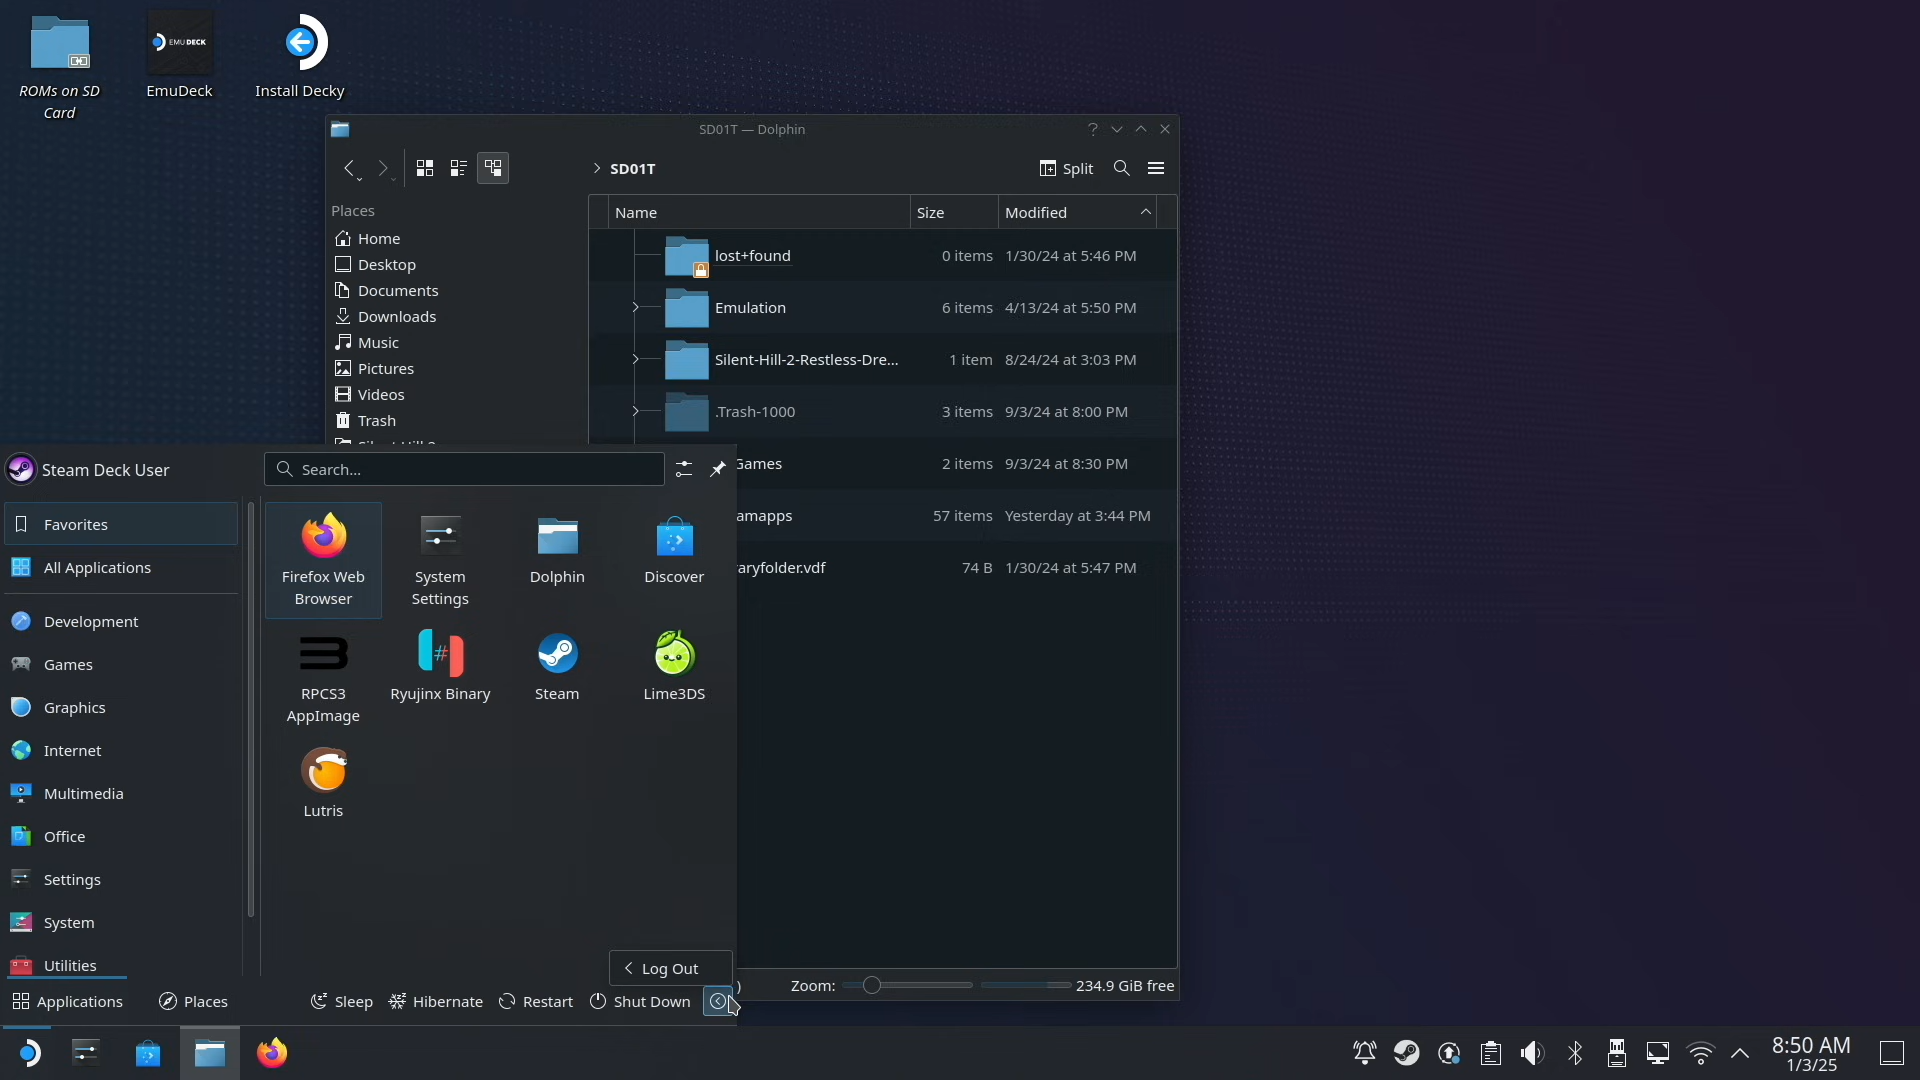 ROMs on SD
Card
EMUDECK
EmuDeck
Install Decky
SD01T — Dolphin
SD01T
Split
Places
Home
Desktop
Documents
Downloads
Music
Pictures
Videos
Trash
Name
Size
Modified
lost+found
0 items
1/30/24 at 5:46 PM
Emulation
6 items
4/13/24 at 5:50 PM
Silent-Hill-2-Restless-Dre...
1 item
8/24/24 at 3:03 PM
.Trash-1000
3 items
9/3/24 at 8:00 PM
Games
2 items
9/3/24 at 8:30 PM
amapps
57 items
Yesterday at 3:44 PM
aryfolder.vdf
74 B
1/30/24 at 5:47 PM
Zoom:
234.9 GiB free
Steam Deck User
Search...
Favorites
All Applications
Development
Games
Graphics
Internet
Multimedia
Office
Settings
System
Utilities
Firefox Web
Browser
System
Settings
Dolphin
Discover
RPCS3
AppImage
Ryujinx Binary
Steam
Lime3DS
Lutris
Log Out
Applications
Places
Sleep
Hibernate
Restart
Shut Down
8:50 AM
1/3/25